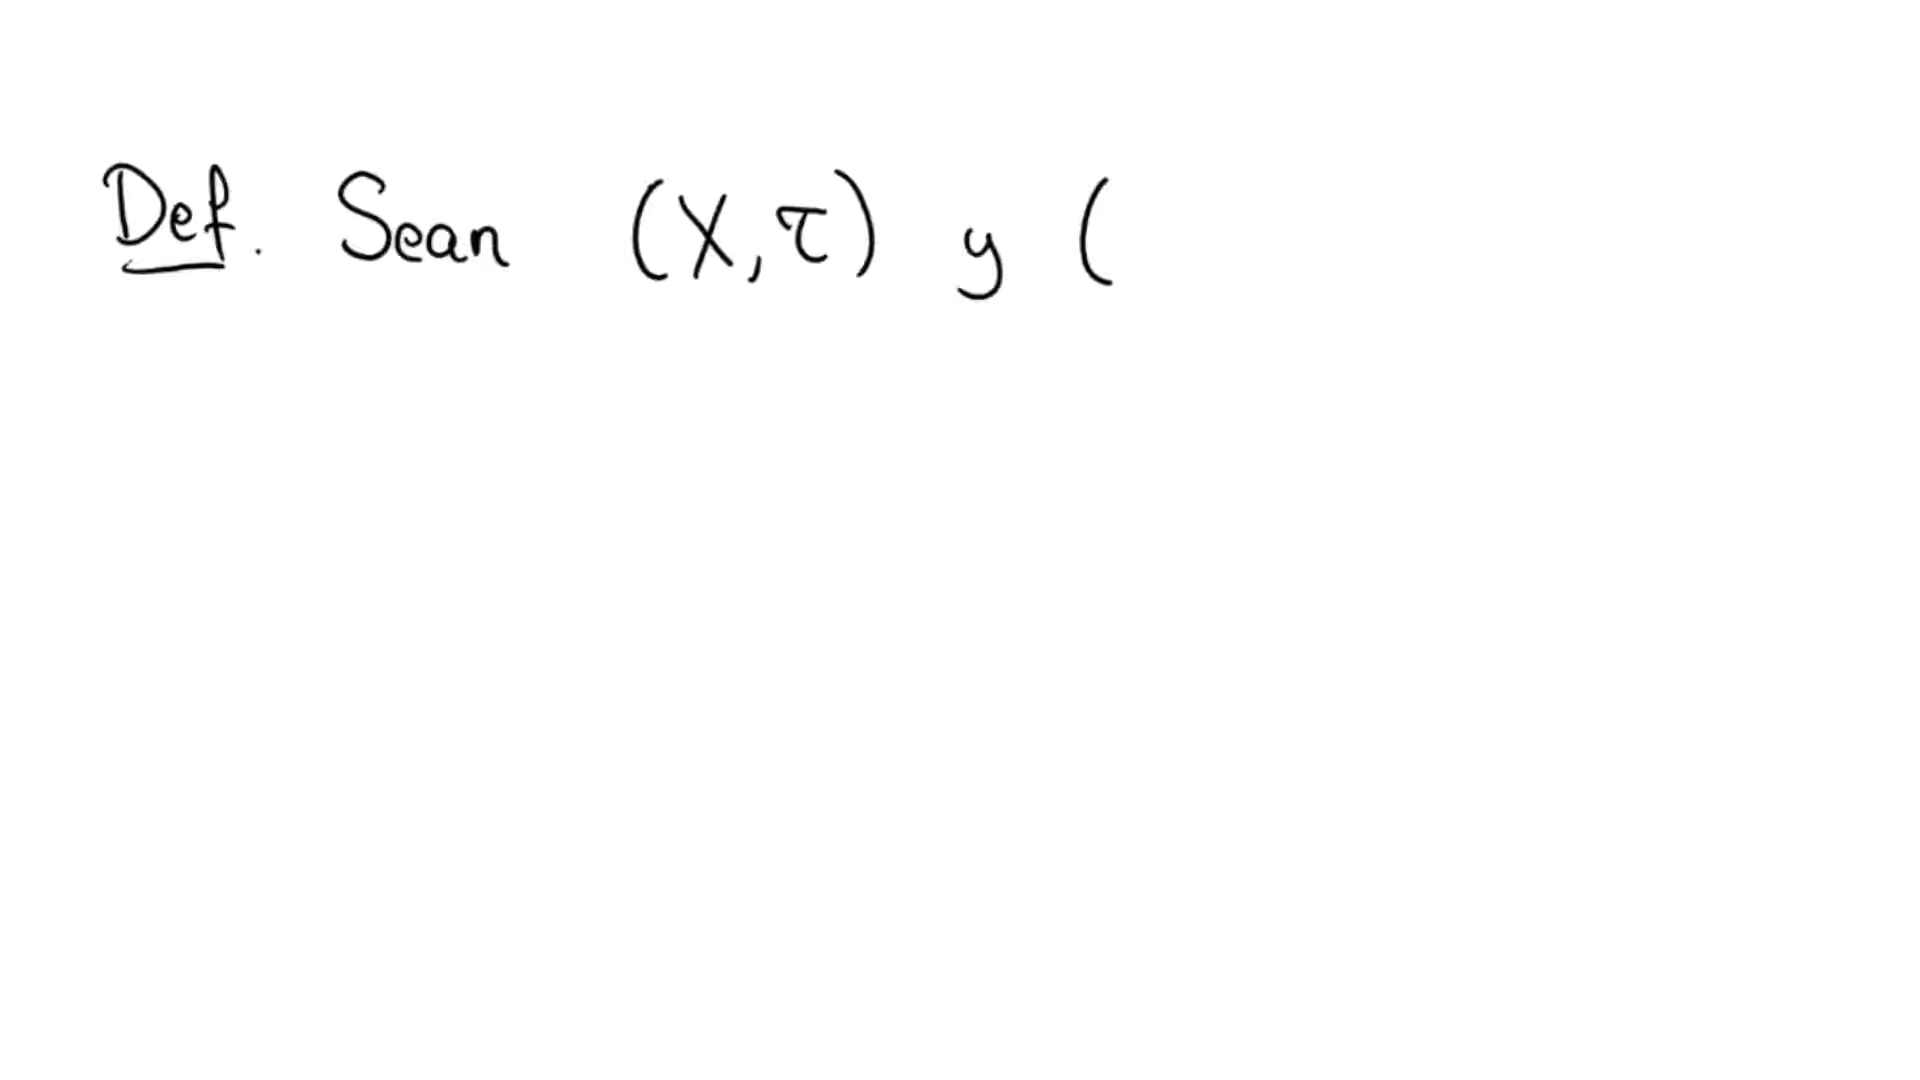 Def. Sean (X, τ) y (